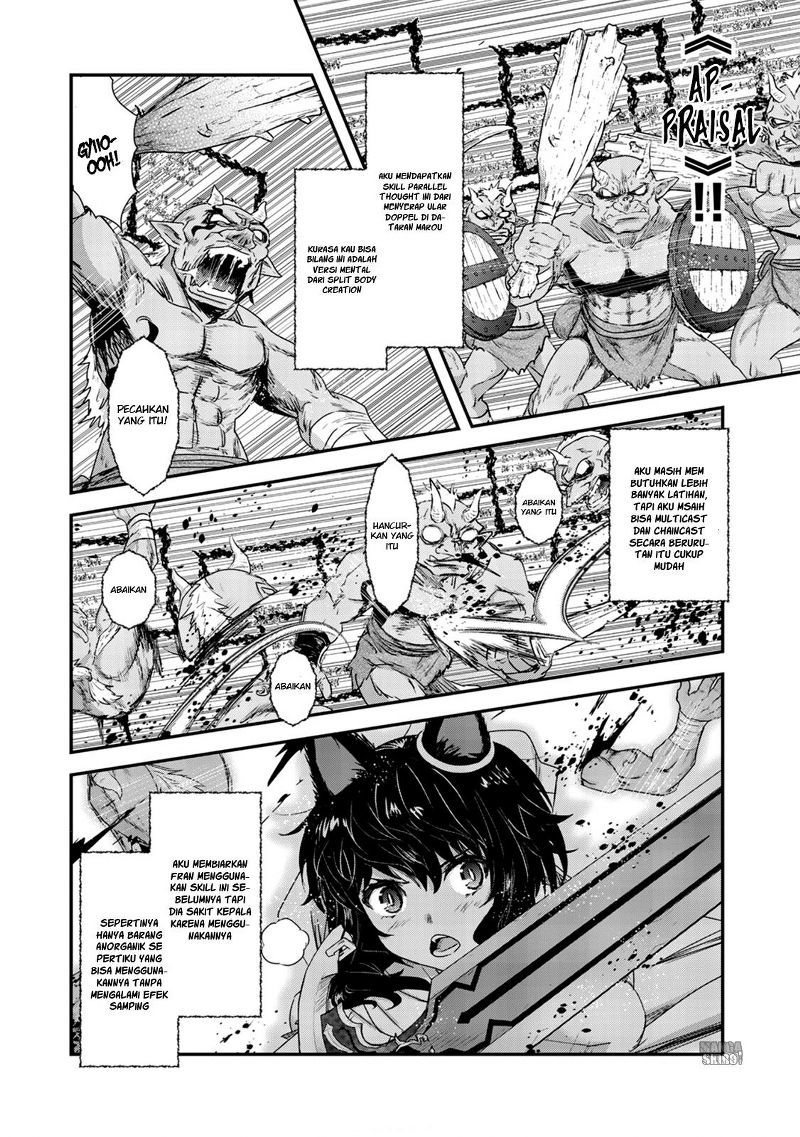 《AP-
PRAISAL》
!!
AKU MENDAPATKAN
SKILL PARALLEL
THOUGHT INI DARI
MENYERAP ULAR
DOPPEL DI DA-
TARAN MAROU
KURASA KAU BISA
BILANG INI ADALAH
VERSI MENTAL
DARI SPLIT BODY
CREATION
GYIIO-
OOH!
PECAHKAN
YANG ITU!
AKU MASIH MEM
BUTUHKAN LEBIH
BANYAK LATIHAN,
TAPI AKU MSAIH
BISA MULTICAST
DAN CHAINCAST
SECARA BERURU-
TAN ITU CUKUP
MUDAH
ABAIKAN
YANG ITU
HANCUR-
KAN YANG
ITU
ABAIKAN
ABAIKAN
AKU MEMBIARKAN
FRAN MENGGUNA-
KAN SKILL INI SE-
BELUMNYA TAPI
DIA SAKIT KEPALA
KARENA MENGGU-
NAKANNYA
SEPERTINYA
HANYA BARANG
ANORGANIK SE
PERTIKU YANG
BISA MENGGUNA-
KANNYA TANPA
MENGALAMI EFEK
SAMPING